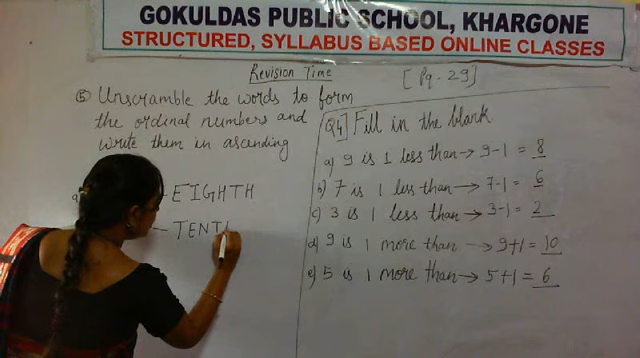 GOKULDAS PUBLIC SCHOOL, KHARGONE
STRUCTURED, SYLLABUS BASED ONLINE CLASSES
Revision Time
[Pg. 29]
⑤ Unscramble the words to form
the ordinal numbers and
write them in ascending
a)
- EIGHTH
- TENT
Q4] Fill in the blank
a) 9 is 1 less than → 9-1 = 8
b) 7 is 1 less than → 7-1 = 6
c) 3 is 1 less than → 3-1 = 2
d) 9 is 1 more than → 9+1 = 10
e) 5 is 1 more than → 5+1 = 6